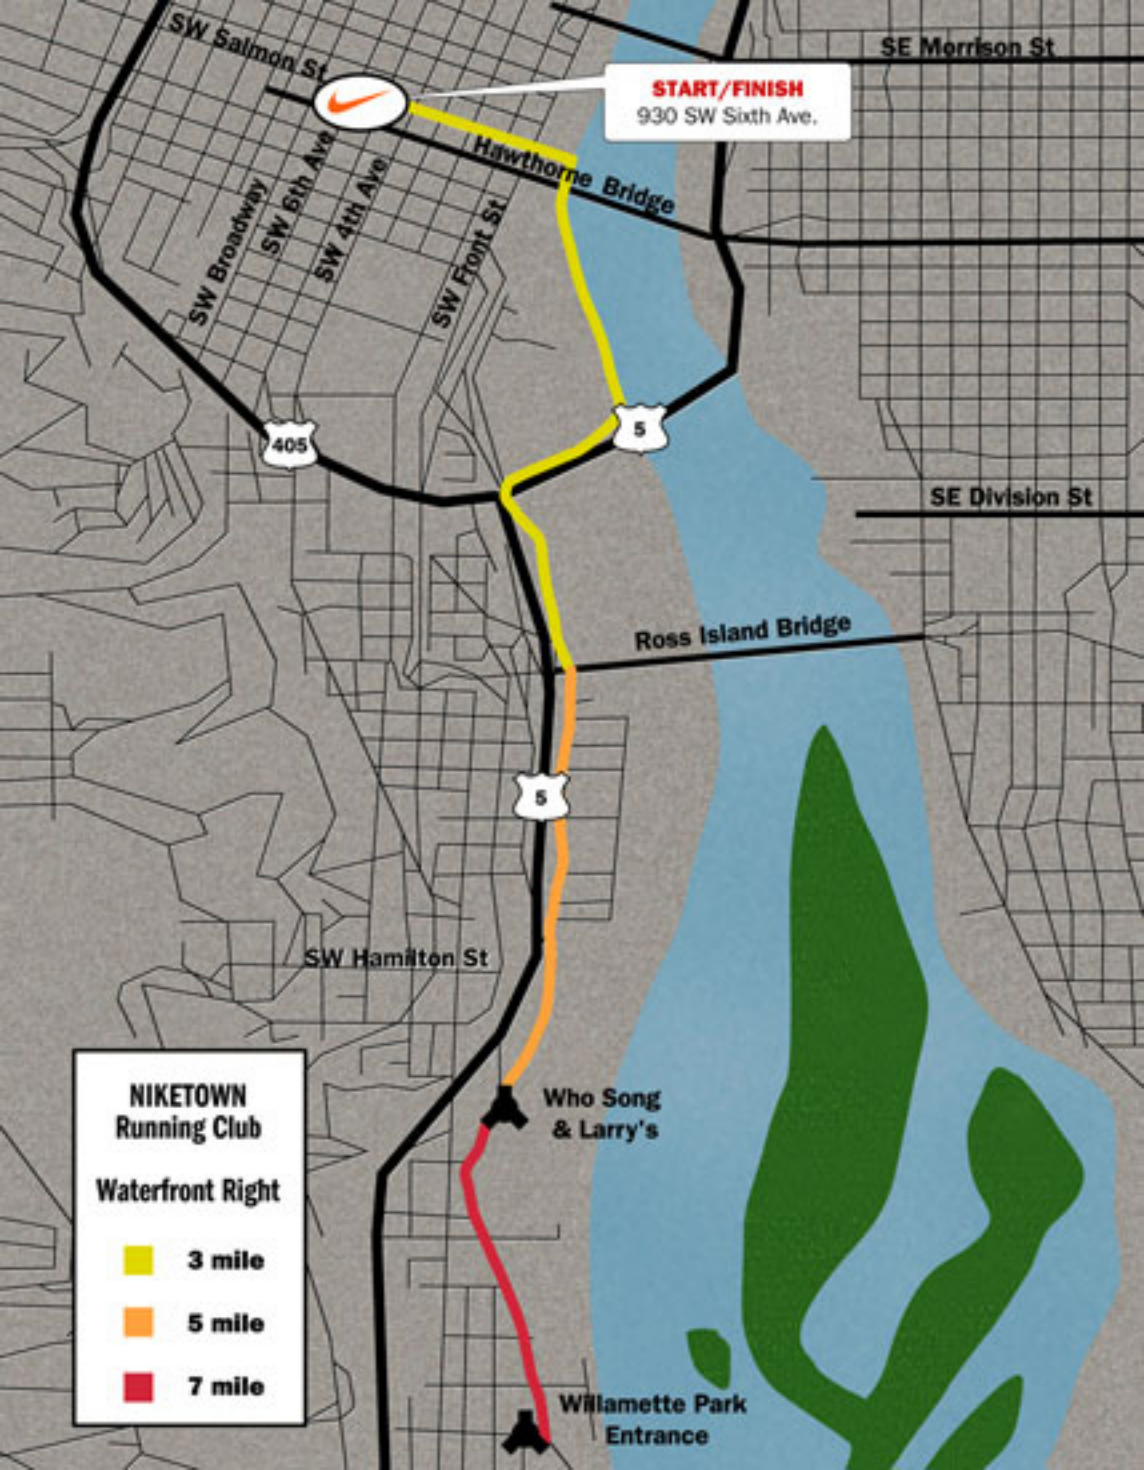 SW Salmon St
SE Morrison St
START/FINISH
930 SW Sixth Ave.
Hawthorne Bridge
SW Broadway
SW 6th Ave
SW 4th Ave
SW Front St
405
5
SE Division St
Ross Island Bridge
5
SW Hamilton St
Who Song
& Larry's
NIKETOWN
Running Club
Waterfront Right
3 mile
5 mile
7 mile
Willamette Park
Entrance